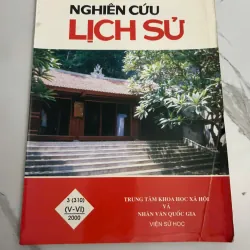 NGHIÊN CỨU
LỊCH SỬ
3 (310)
(V-VI)
2000
TRUNG TÂM KHOA HỌC XÃ HỘI
VÀ
NHÂN VĂN QUỐC GIA
VIỆN SỬ HỌC